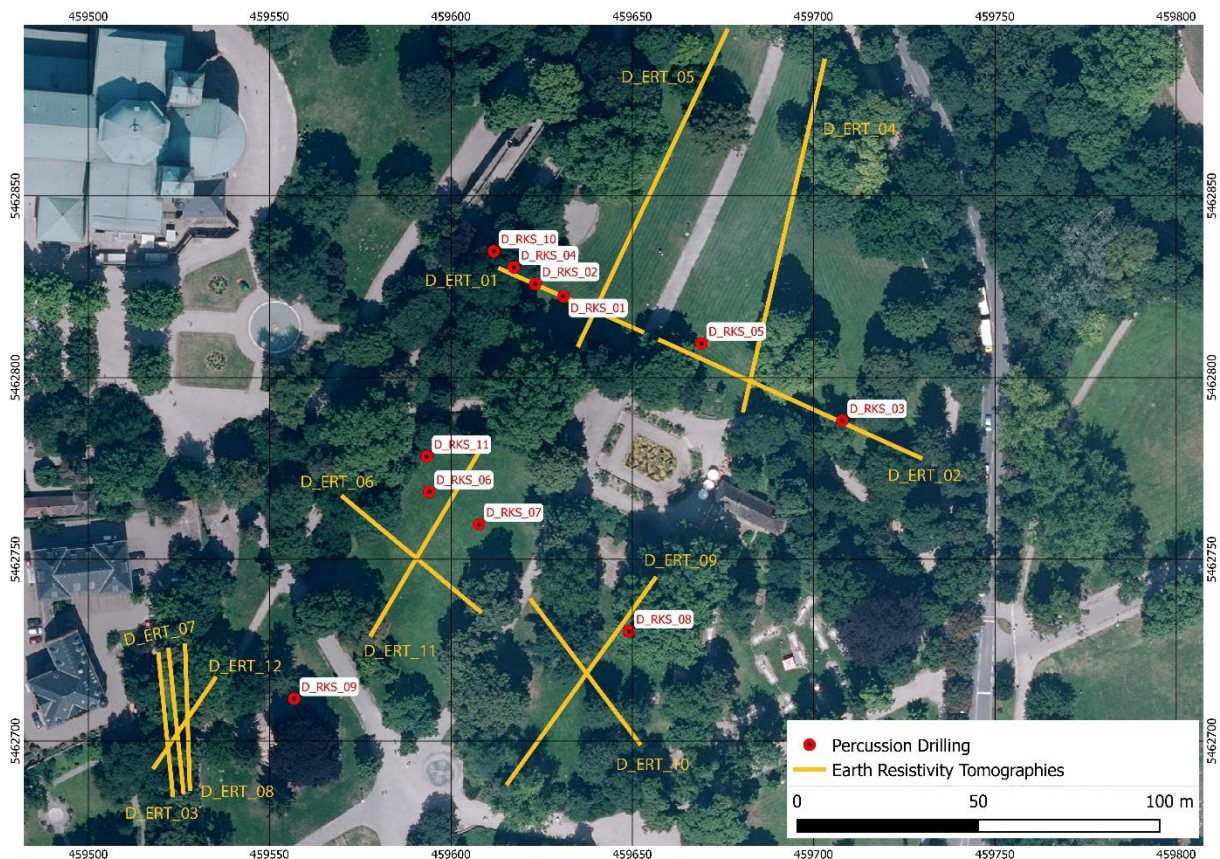 459500 459550 459600 459650 459700 459750 459800
D_ERT_05
D_ERT_04
5462850 5462850
D_RKS_10
D_RKS_04
D_ERT_01
D_RKS_02
D_RKS_01
D_RKS_05
5462800 5462800
D_RKS_03
D_RKS_11
D_ERT_02
D_ERT_06
D_RKS_06
D_RKS_07
5462750 5462750
D_ERT_09
D_RKS_08
D_ERT_07
D_ERT_11
D_ERT_12
D_RKS_09
5462700 5462700
D_ERT_10
D_ERT_08
D_ERT_03
Percussion Drilling
Earth Resistivity Tomographies
0 50 100 m
459500 459550 459600 459650 459700 459750 459800